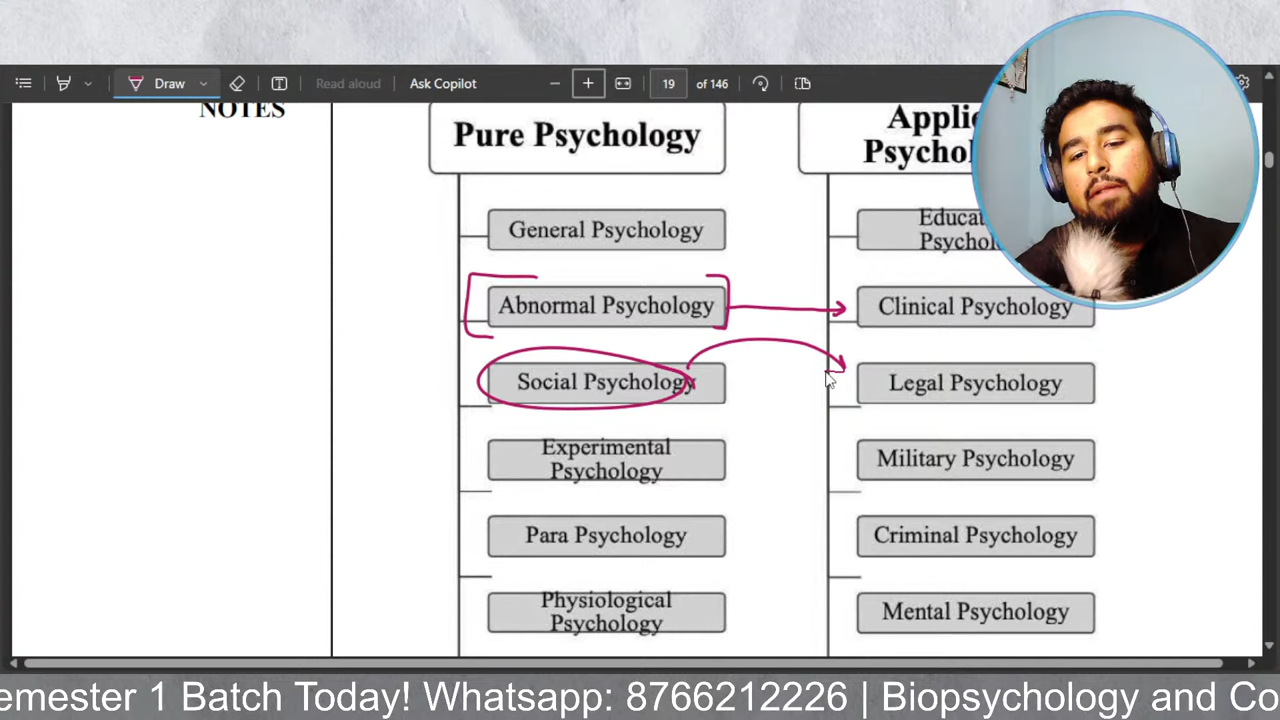 Draw
Read aloud
Ask Copilot
19
of 146
NOTES
Pure Psychology
General Psychology
Abnormal Psychology
Social Psychology
Experimental
Psychology
Para Psychology
Physiological
Psychology
Clinical Psychology
Legal Psychology
Military Psychology
Criminal Psychology
Mental Psychology
1 Batch Today! Whatsapp: 8766212226 | Biopsychology and